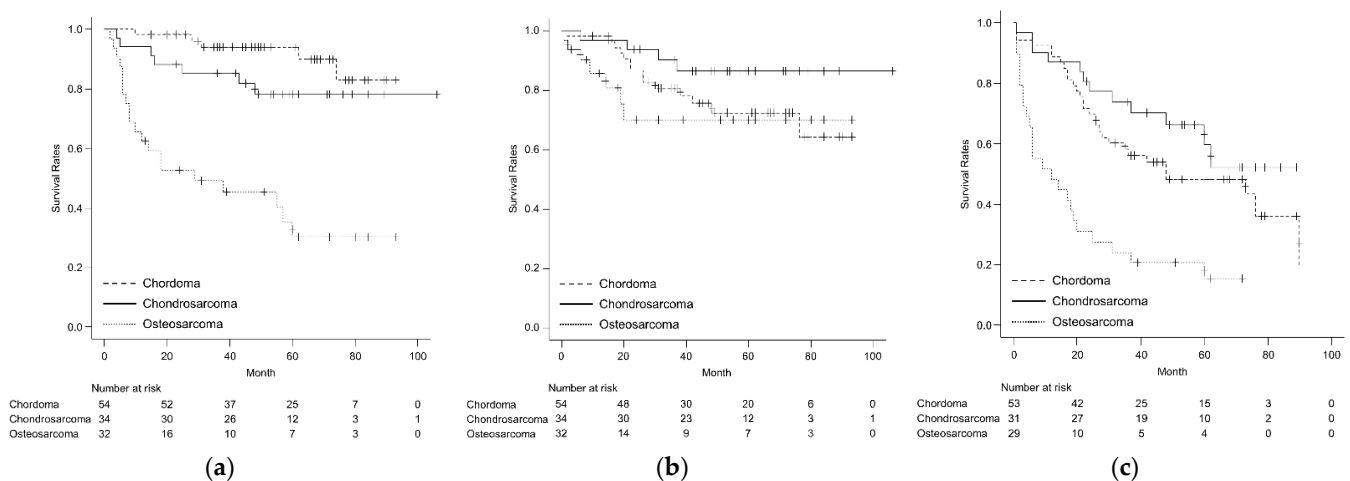 1.0
0.8
0.6
0.4
0.2
0.0
Survival Rates
Chordoma
Chondrosarcoma
Osteosarcoma
0 20 40 60 80 100
Month
Number at risk
Chordoma 54 52 37 25 7 0
Chondrosarcoma 34 30 26 12 3 1
Osteosarcoma 32 16 10 7 3 0
(a)
1.0
0.8
0.6
0.4
0.2
0.0
Survival Rates
Chordoma
Chondrosarcoma
Osteosarcoma
0 20 40 60 80 100
Month
Number at risk
Chordoma 54 48 30 20 6 0
Chondrosarcoma 34 30 23 12 3 1
Osteosarcoma 32 14 9 7 3 0
(b)
1.0
0.8
0.6
0.4
0.2
0.0
Survival Rates
Chordoma
Chondrosarcoma
Osteosarcoma
0 20 40 60 80 100
Month
Number at risk
Chordoma 53 42 25 15 3 0
Chondrosarcoma 31 27 19 10 2 0
Osteosarcoma 29 10 5 4 0 0
(c)